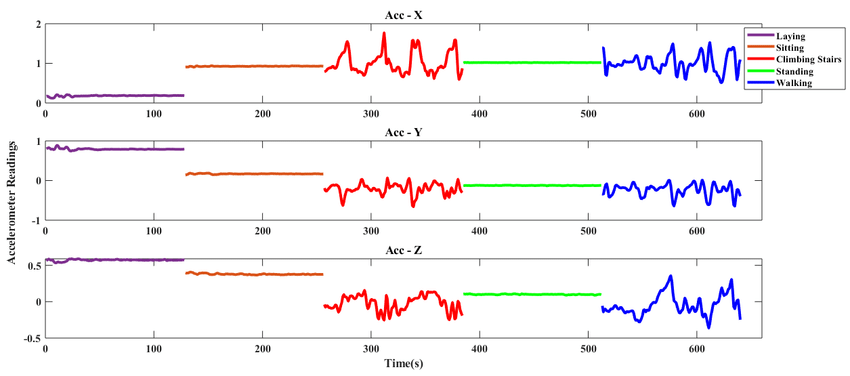 Acc - X
2
1
0
0 100 200 300 400 500 600
Laying
Sitting
Climbing Stairs
Standing
Walking
Acc - Y
1
0
-1
0 100 200 300 400 500 600
Accelerometer Readings
Acc - Z
0.5
0
-0.5
0 100 200 300 400 500 600
Time(s)